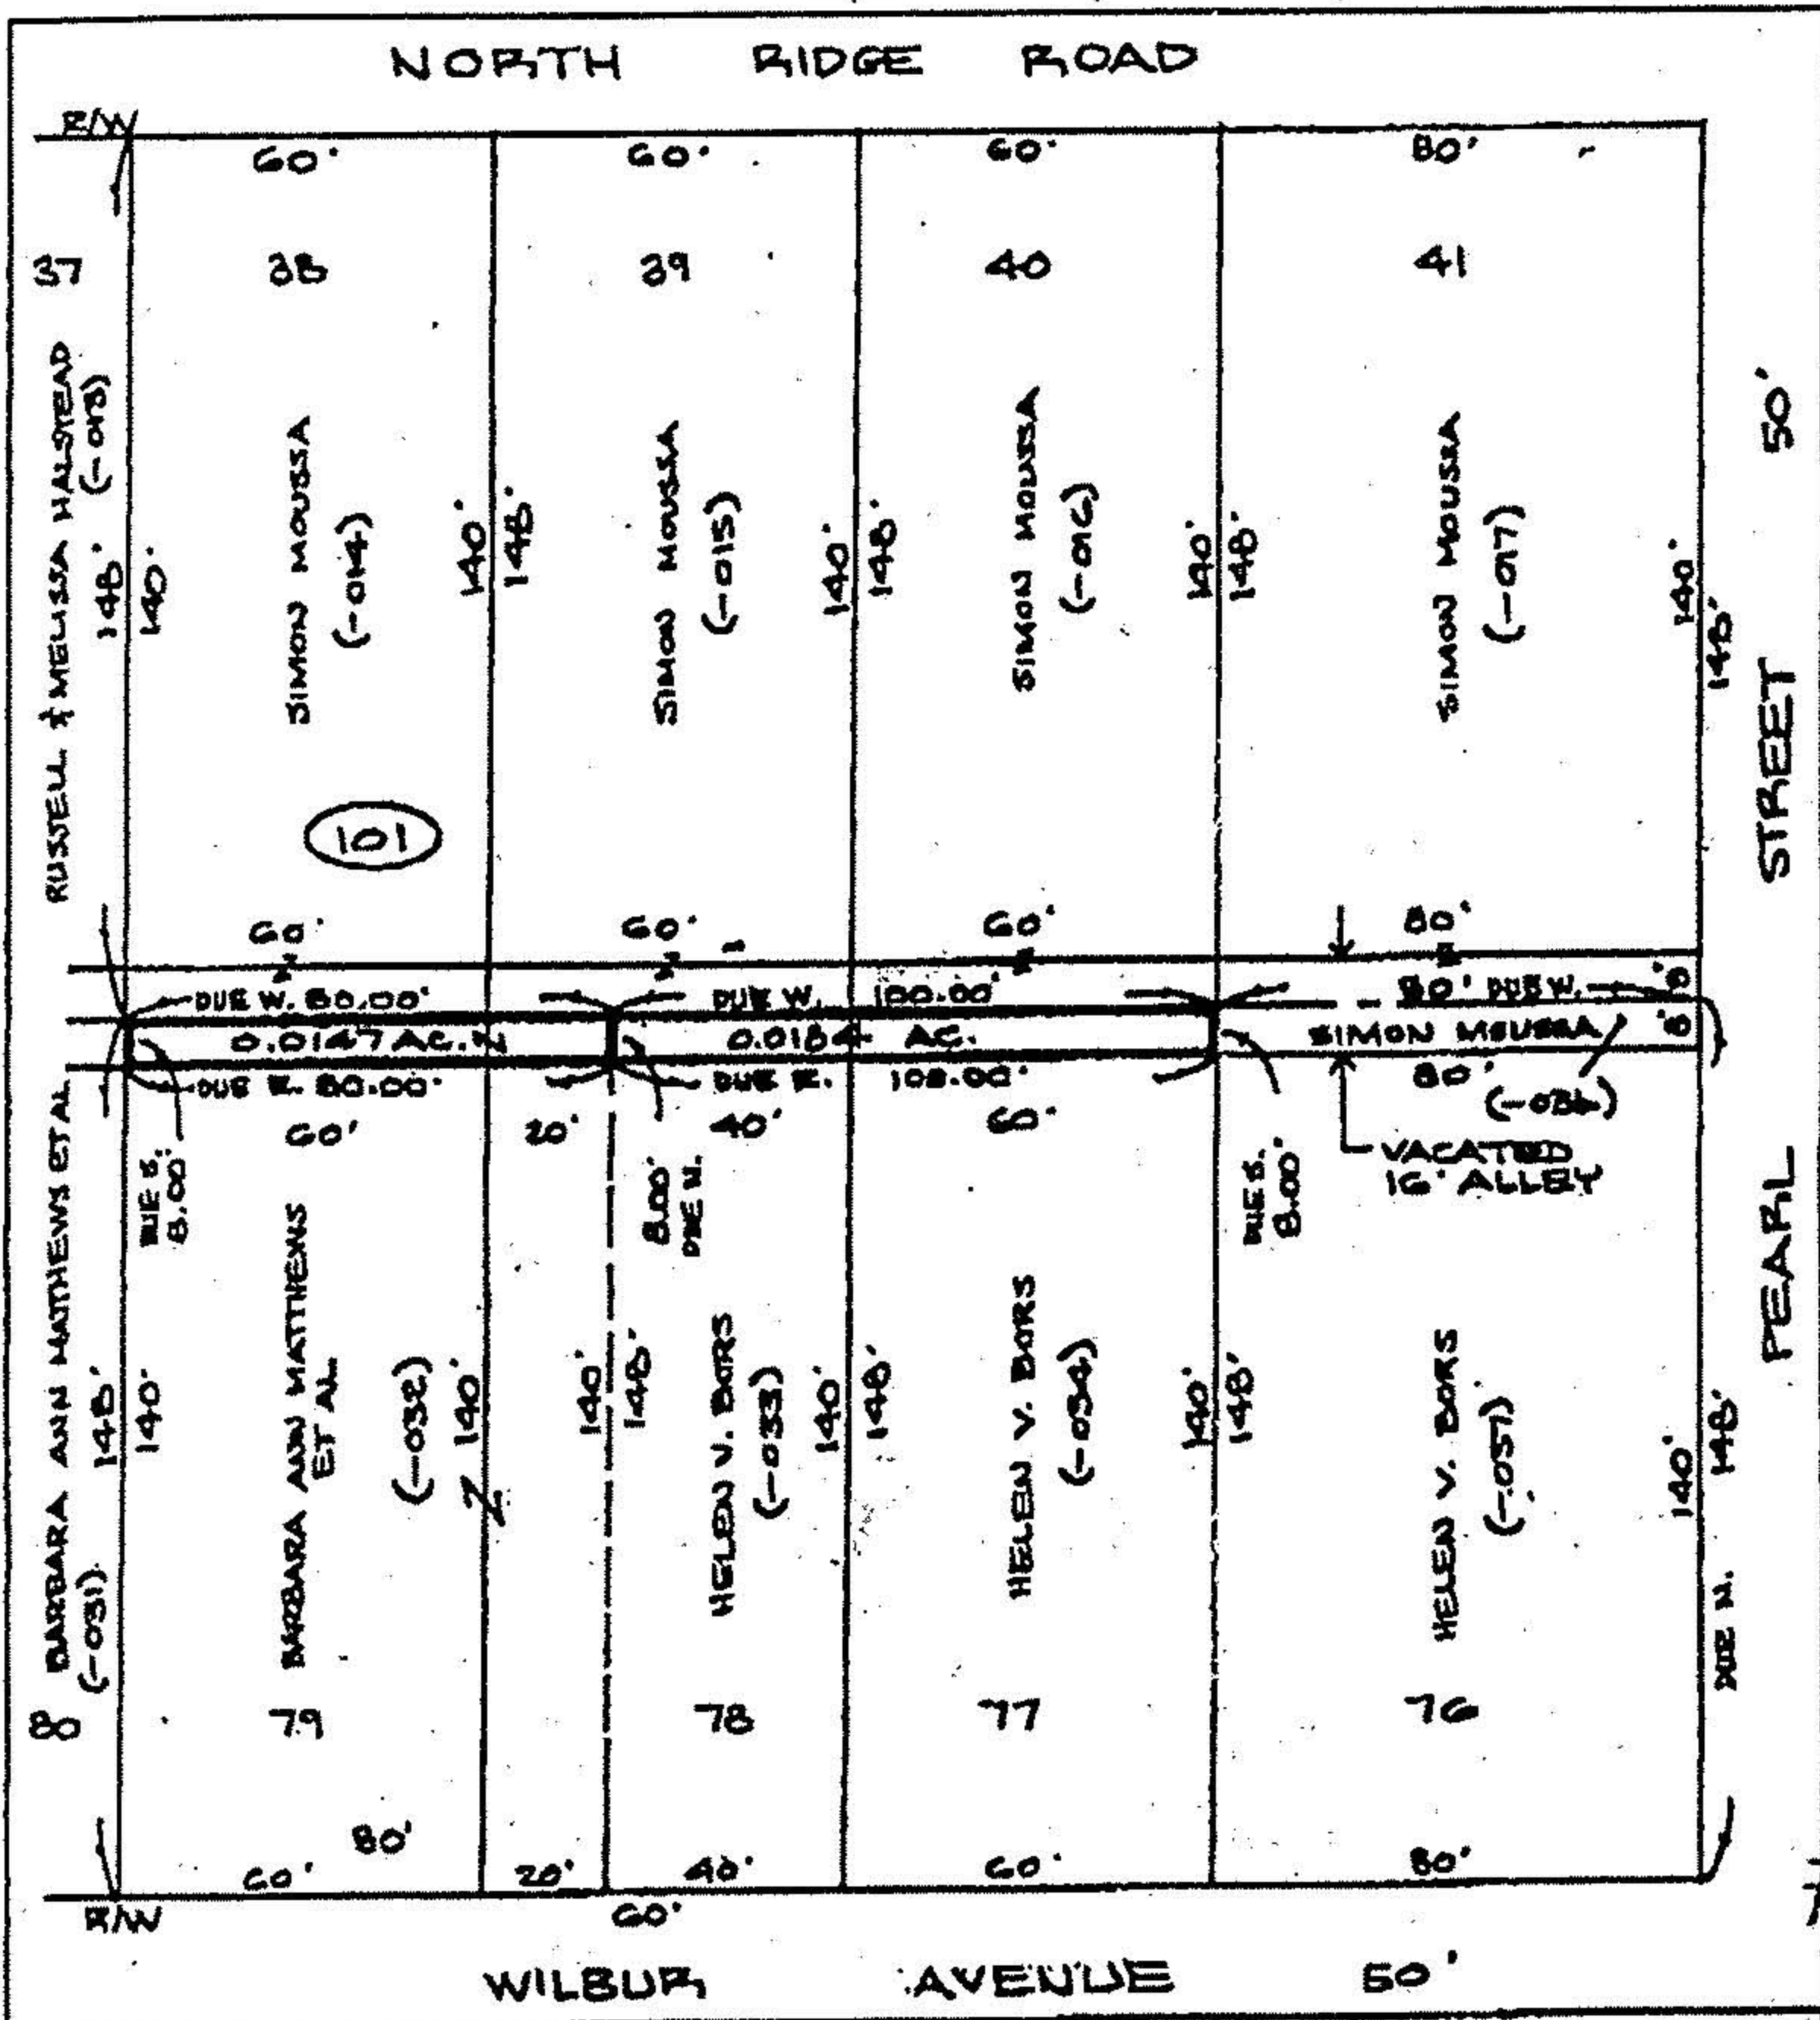 NORTH RIDGE ROAD
R/W
60' 60' 60' 80'
37 38 39 40 41
RUSSELL & MELISSA HALSTEAD
(-013)
148'
140'
SIMON MOUSSA
(-014)
140'
148'
SIMON MOUSSA
(-015)
140'
148'
SIMON MOUSSA
(-016)
140'
148'
SIMON MOUSSA
(-017)
140'
148'
PEARL STREET 50'
101
60' 60' 60' 80'
DUE W. 80.00' DUE W. 100.00' 80' DUE W. 8'
0.0147 AC. 0.0184 AC. SIMON MOUSSA 8'
DUE E. 80.00' DUE E. 100.00' 80'
(-036)
60' 20' 40' 60'
DUE S.
8.00'
8.00'
DUE N.
DUE S.
8.00'
VACATED
16' ALLEY
BARBARA ANN MATTHEWS ET AL
(-031)
148'
140'
BARBARA ANN MATTHEWS
ET AL
(-032)
140'
140'
148'
HELEN V. BORS
(-033)
140'
148'
HELEN V. BORS
(-034)
140'
148'
HELEN V. BORS
(-051)
140'
DUE N. 148'
80 79 78 77 76
80'
60' 20' 40' 60' 80'
R/W 60'
WILBUR AVENUE 50'